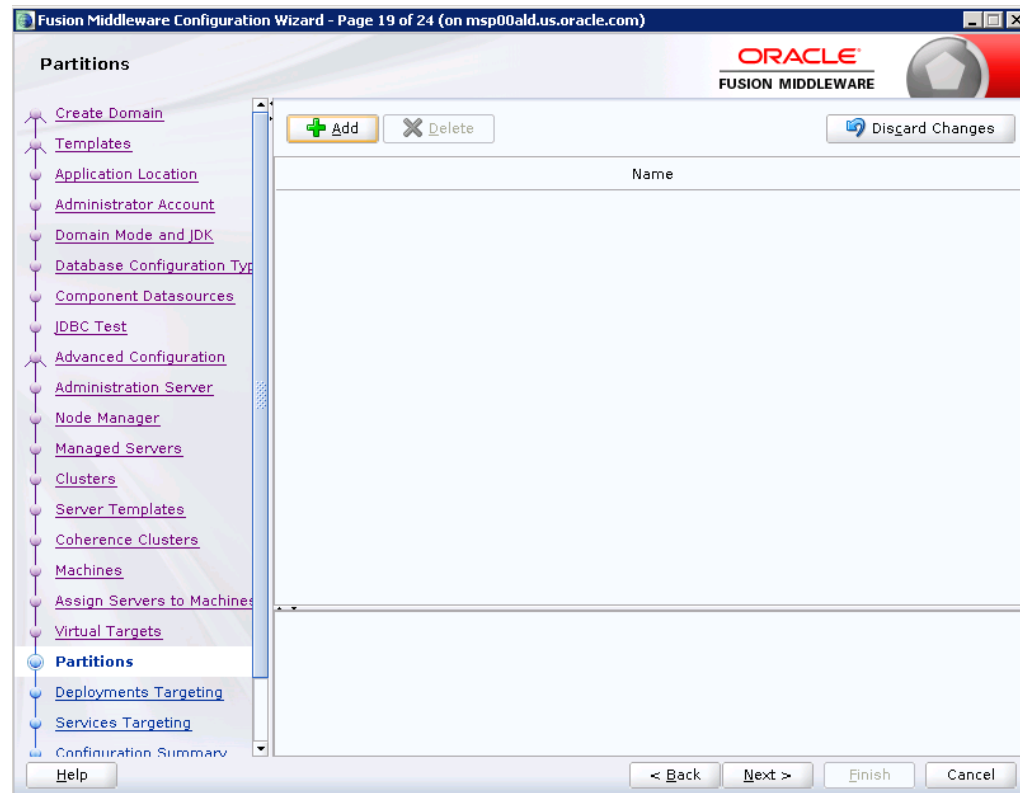 Fusion Middleware Configuration Wizard - Page 19 of 24 (on msp00ald.us.oracle.com)
Partitions
ORACLE
FUSION MIDDLEWARE
Create Domain
Templates
Application Location
Administrator Account
Domain Mode and JDK
Database Configuration Typ
Component Datasources
JDBC Test
Advanced Configuration
Administration Server
Node Manager
Managed Servers
Clusters
Server Templates
Coherence Clusters
Machines
Assign Servers to Machines
Virtual Targets
Partitions
Deployments Targeting
Services Targeting
Configuration Summary
Add Delete Discard Changes
Name
Help < Back Next > Finish Cancel